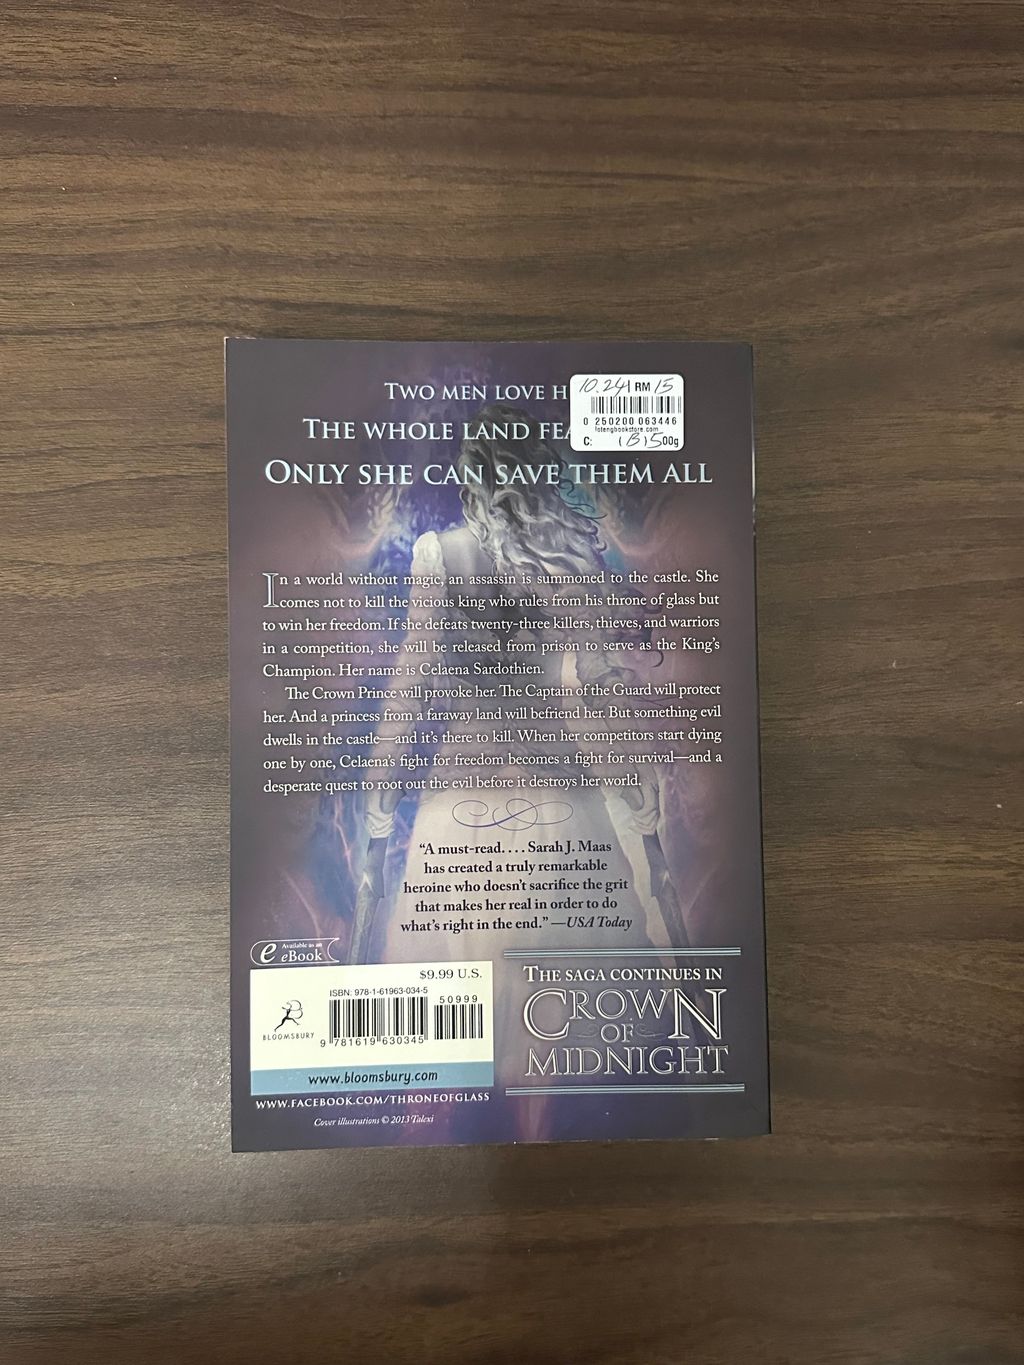 TWO MEN LOVE
THE WHOLE LAND
ONLY SHE CAN SAVE THEM ALL
10.24 RM 15
0 250200 063446
C: 500g
In a world without magic, an assassin is summoned to the castle. She
comes not to kill the vicious king who rules from his throne of glass but
to win her freedom. If she defeats twenty-three killers, thieves, and warriors
in a competition, she will be released from prison to serve as the King's
Champion. Her name is Celaena Sardothien.
The Crown Prince will provoke her. The Captain of the Guard will protect
her. And a princess from a faraway land will befriend her. But something evil
dwells in the castle—and it's there to kill. When her competitors start dying
one by one, Celaena's fight for freedom becomes a fight for survival—and a
desperate quest to root out the evil before it destroys her world.
"A must-read. . . . Sarah J. Maas
has created a truly remarkable
heroine who doesn't sacrifice the grit
that makes her real in order to do
what's right in the end." —USA Today
e Available as an
eBook
$9.99 U.S.
ISBN: 978-1-61963-034-5
50999
BLOOMSBURY
9 781619 630345
www.bloomsbury.com
WWW.FACEBOOK.COM/THRONEOFGLASS
Cover illustrations © 2013 Talexi
THE SAGA CONTINUES IN
CROWN
OF
MIDNIGHT